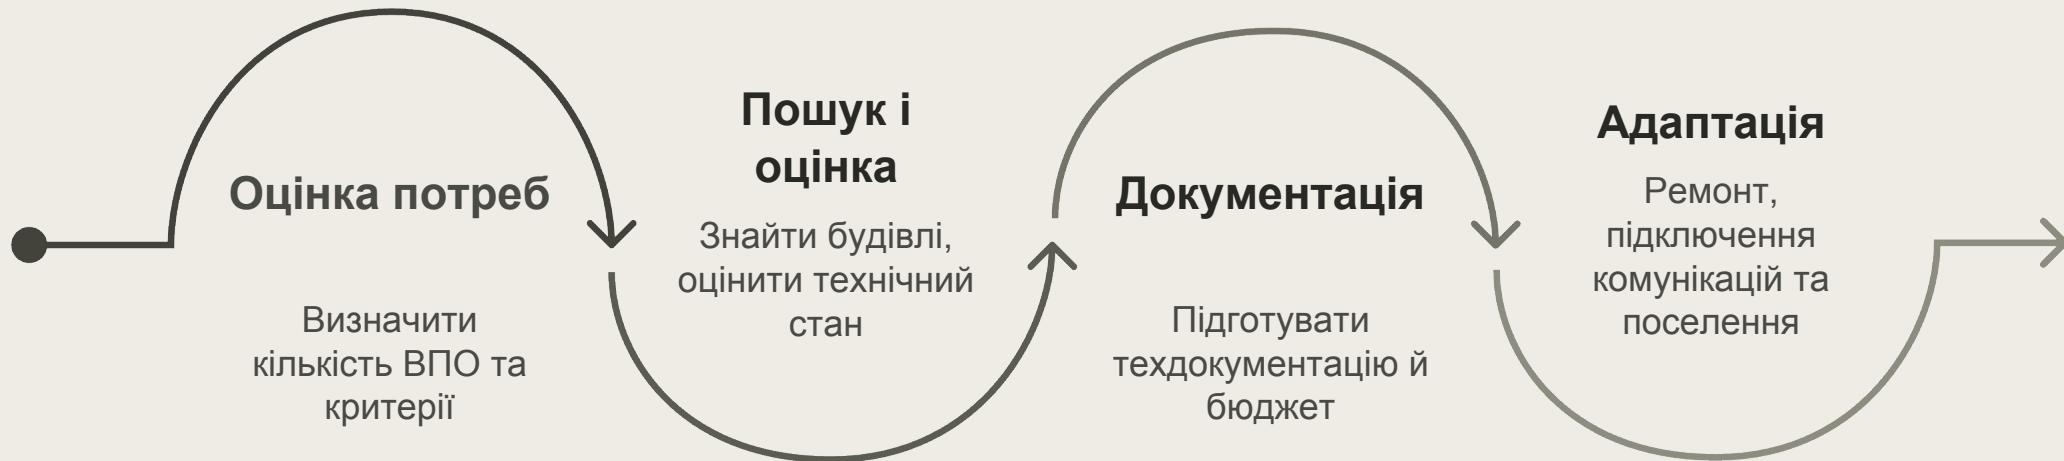 Оцінка потреб
Визначити
кількість ВПО та
критерії
Пошук і
оцінка
Знайти будівлі,
оцінити технічний
стан
Документація
Підготувати
техдокументацію й
бюджет
Адаптація
Ремонт,
підключення
комунікацій та
поселення